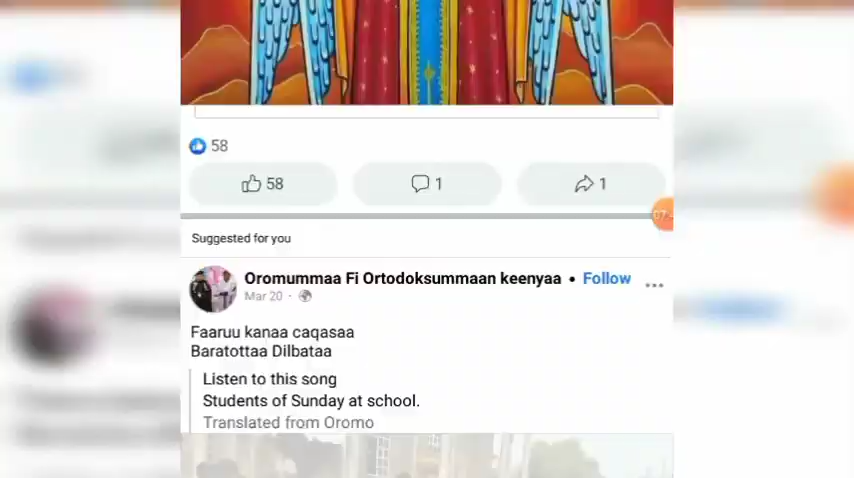 58
58
1
1
07:
Suggested for you
Oromummaa Fi Ortodoksummaan keenyaa • Follow
Mar 20 ·
Faaruu kanaa caqasaa
Baratottaa Dilbataa
Listen to this song
Students of Sunday at school.
Translated from Oromo